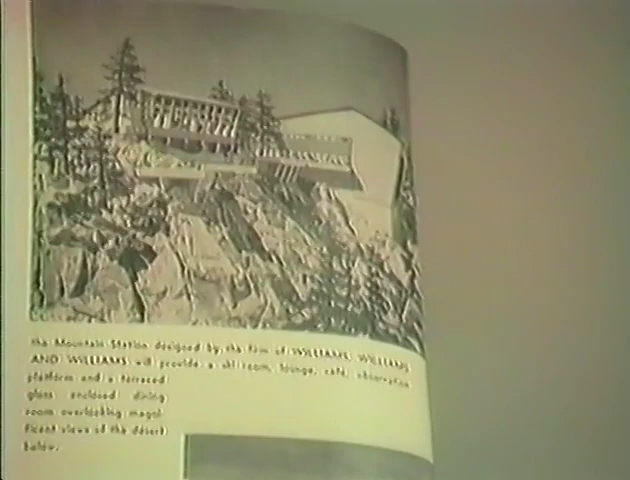 the Mountain Station designed by the firm of WILLIAMS, WILLIAMS
AND WILLIAMS will provide a ski room, lounge, cafe, observation
platform and a terraced
glass enclosed dining
room overlooking magni-
ficent views of the desert
below.